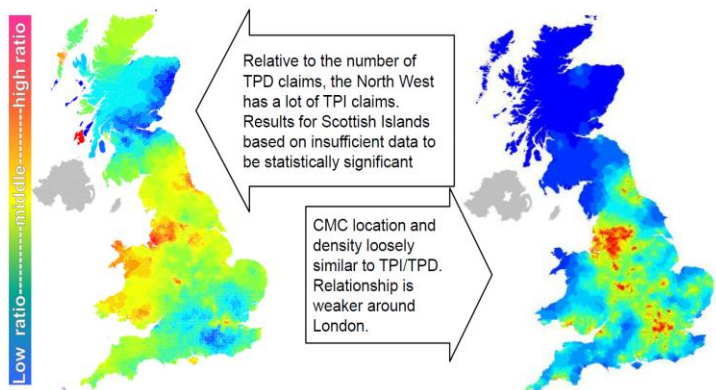 Low ratio--------middle--------high ratio
Relative to the number of
TPD claims, the North West
has a lot of TPI claims.
Results for Scottish Islands
based on insufficient data to
be statistically significant
CMC location and
density loosely
similar to TPI/TPD.
Relationship is
weaker around
London.